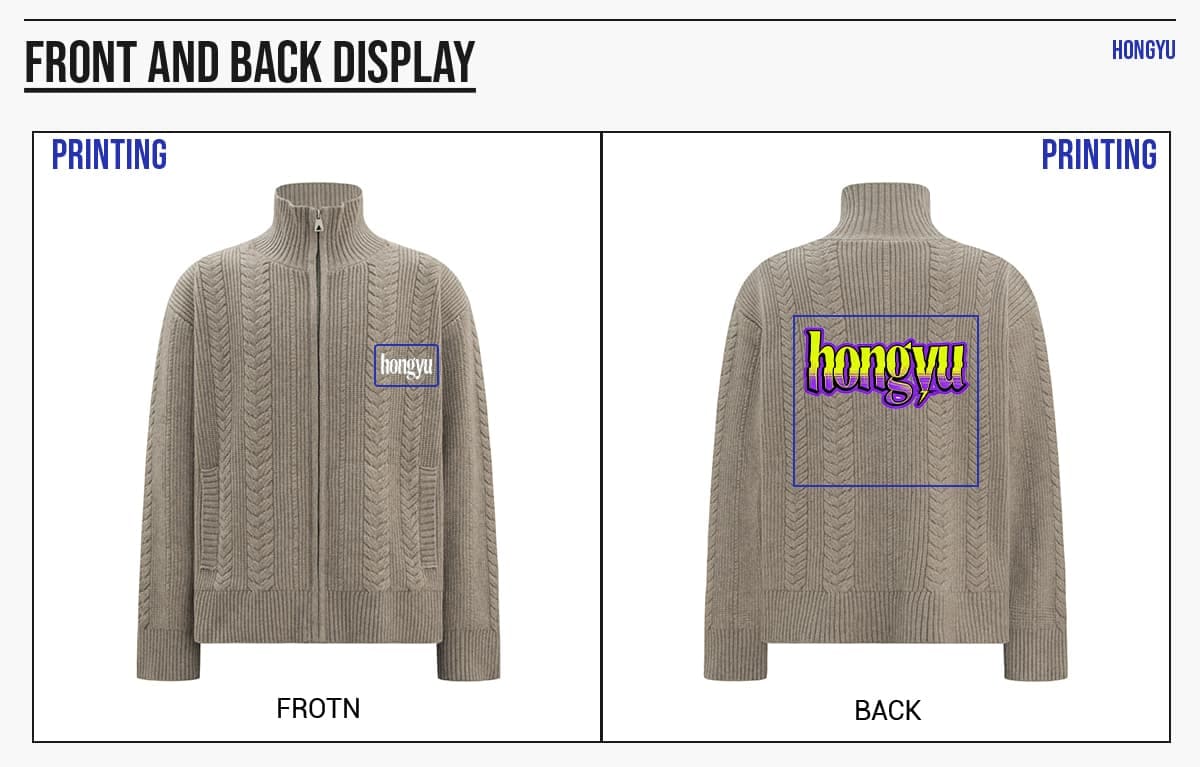 FRONT AND BACK DISPLAY
HONGYU
PRINTING
PRINTING
hongyu
hongyu
FROTN
BACK